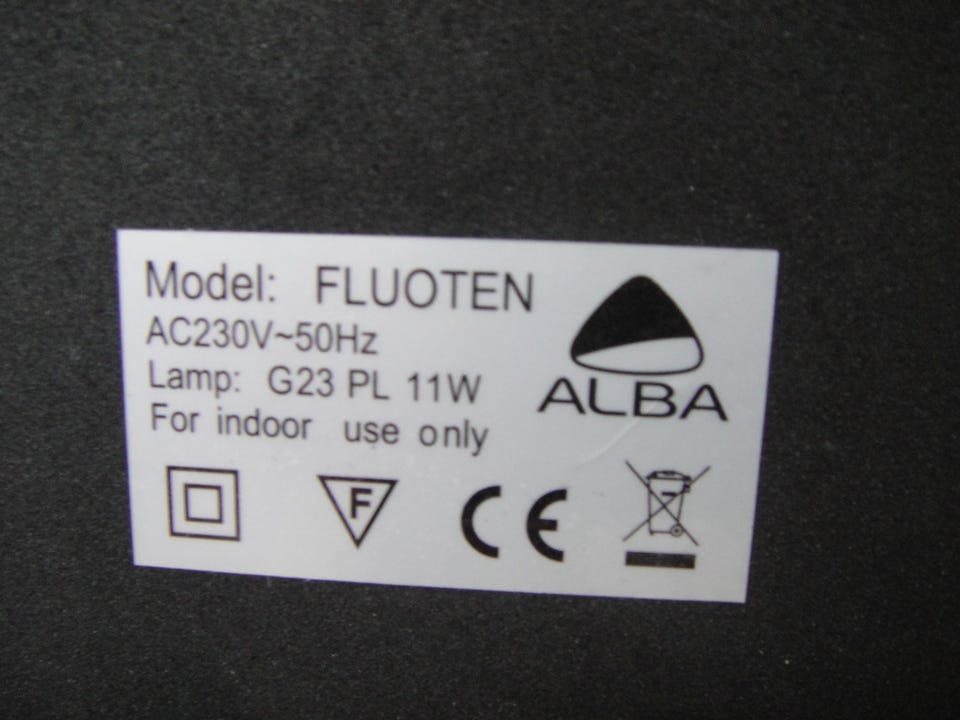 Model: FLUOTEN
AC230V~50Hz
Lamp: G23 PL 11W
For indoor use only
ALBA
F
CE